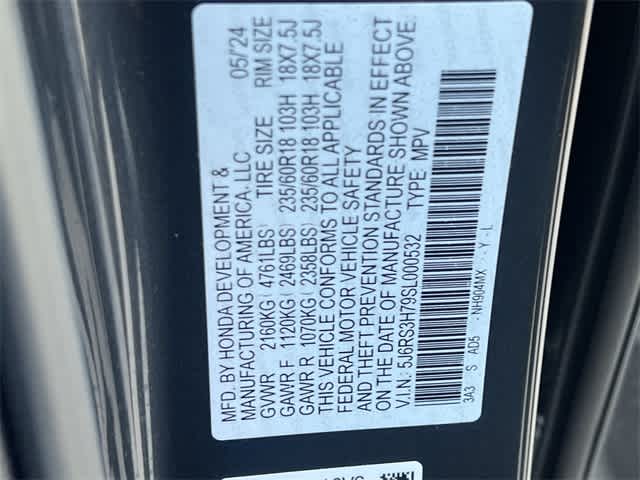 MFD. BY HONDA DEVELOPMENT & 05/24
MANUFACTURING OF AMERICA, LLC
TIRE SIZE RIM SIZE
GVWR 2160KG 4761LBS
GAWR F 1120KG 2469LBS 235/60R18 103H 18X7.5J
GAWR R 1070KG 2358LBS 235/60R18 103H 18X7.5J
THIS VEHICLE CONFORMS TO ALL APPLICABLE
FEDERAL MOTOR VEHICLE SAFETY
AND THEFT PREVENTION STANDARDS IN EFFECT
ON THE DATE OF MANUFACTURE SHOWN ABOVE.
V.I.N.: 5J6RS3H79SL000532 TYPE: MPV
3A3 S AD5 NH904MX Y - L